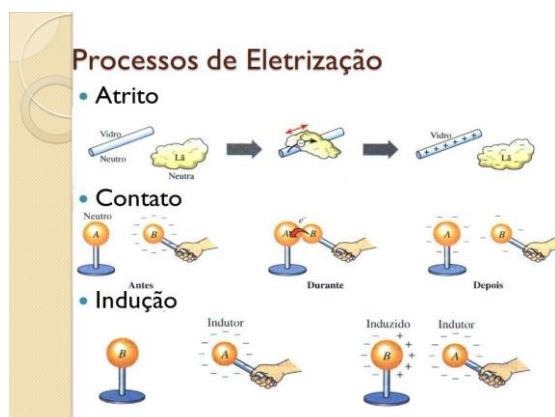 Processos de Eletrização
• Atrito
Vidro
Neutro
Lã
Neutra
Vidro
+ + + + + +
Lã
• Contato
Neutro
A
B
Antes
e⁻
A
B
Durante
A
B
Depois
• Indução
B
Indutor
A
Induzido
B
Indutor
A